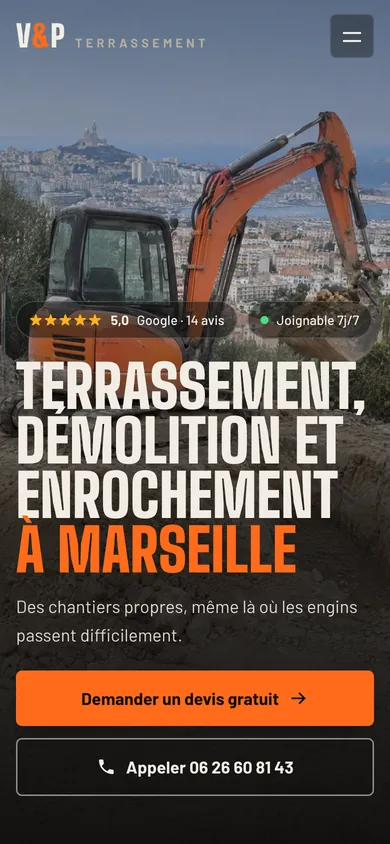 V&P TERRASSEMENT
5,0 Google · 14 avis
Joignable 7j/7
TERRASSEMENT,
DÉMOLITION ET
ENROCHEMENT
À MARSEILLE
Des chantiers propres, même là où les engins
passent difficilement.
Demander un devis gratuit →
Appeler 06 26 60 81 43